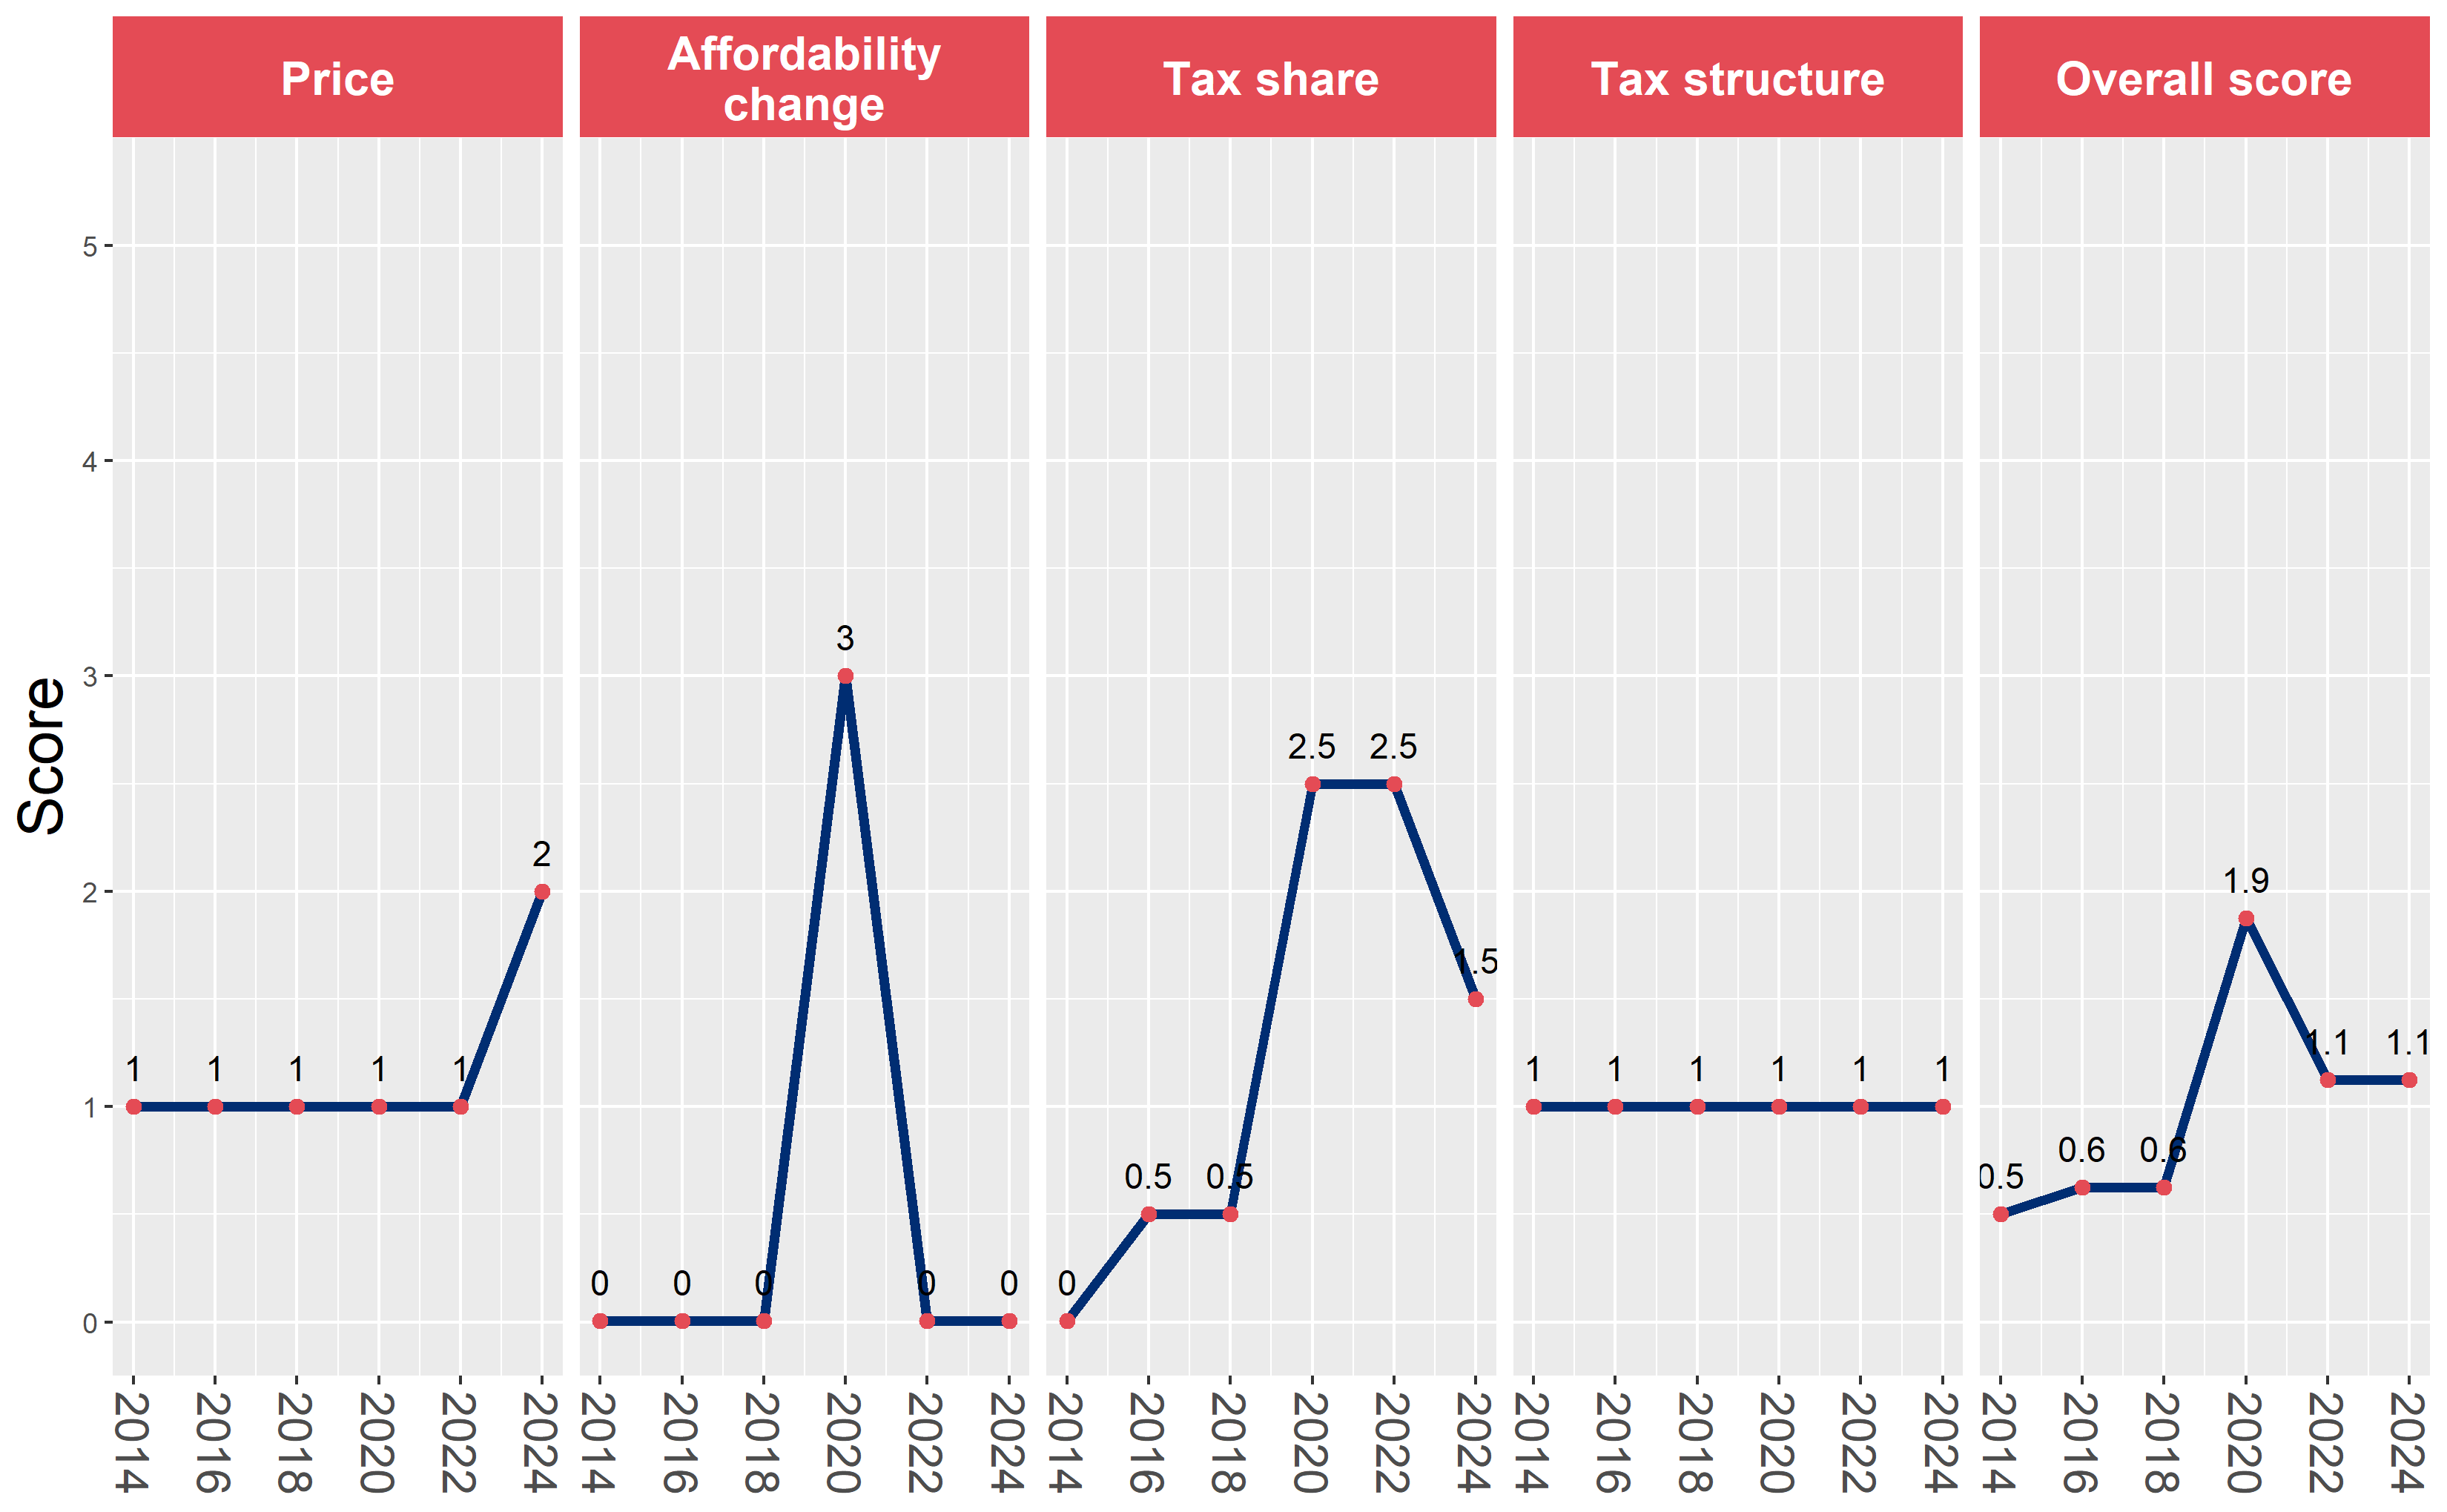 Price
Affordability
change
Tax share
Tax structure
Overall score
Score
5
4
3
2
1
0
1 1 1 1 1 2
0 0 0 3 0 0
0 0.5 0.5 2.5 2.5 1.5
1 1 1 1 1 1
0.5 0.6 0.6 1.9 1.1 1.1
2014 2016 2018 2020 2022 2024
2014 2016 2018 2020 2022 2024
2014 2016 2018 2020 2022 2024
2014 2016 2018 2020 2022 2024
2014 2016 2018 2020 2022 2024